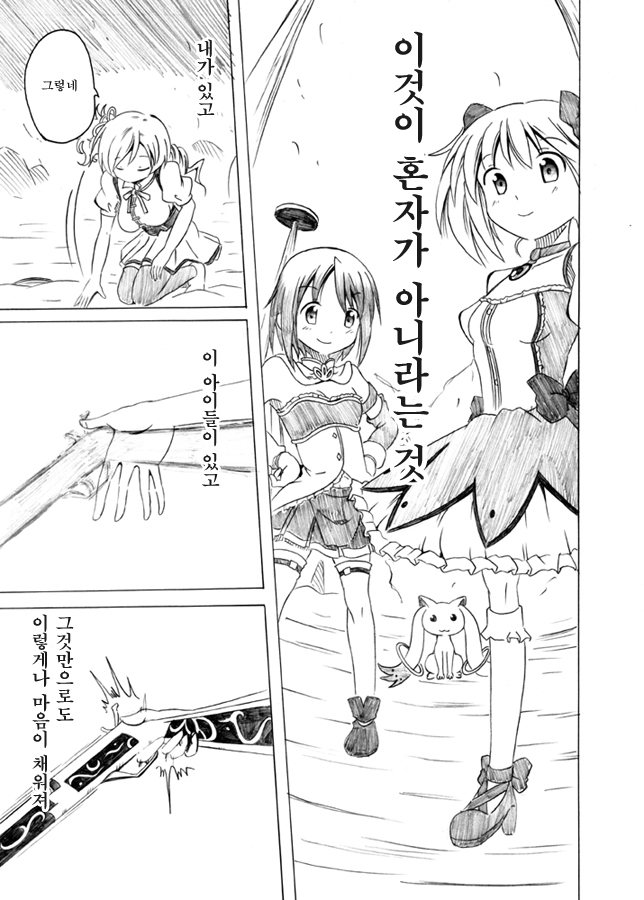 이것이 혼자가 아니라는 것
내가 있고
그렇네
이 아이들이 있고
그것만으로도
이렇게나 마음이 채워져